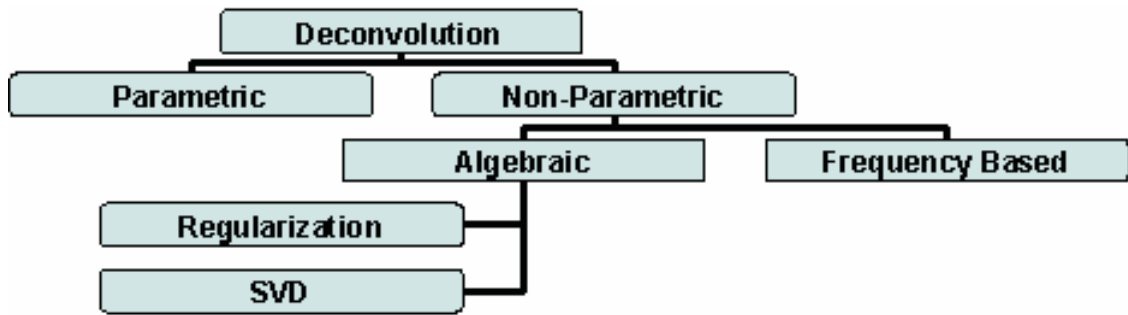 Deconvolution
Parametric
Non-Parametric
Algebraic
Frequency Based
Regularization
SVD